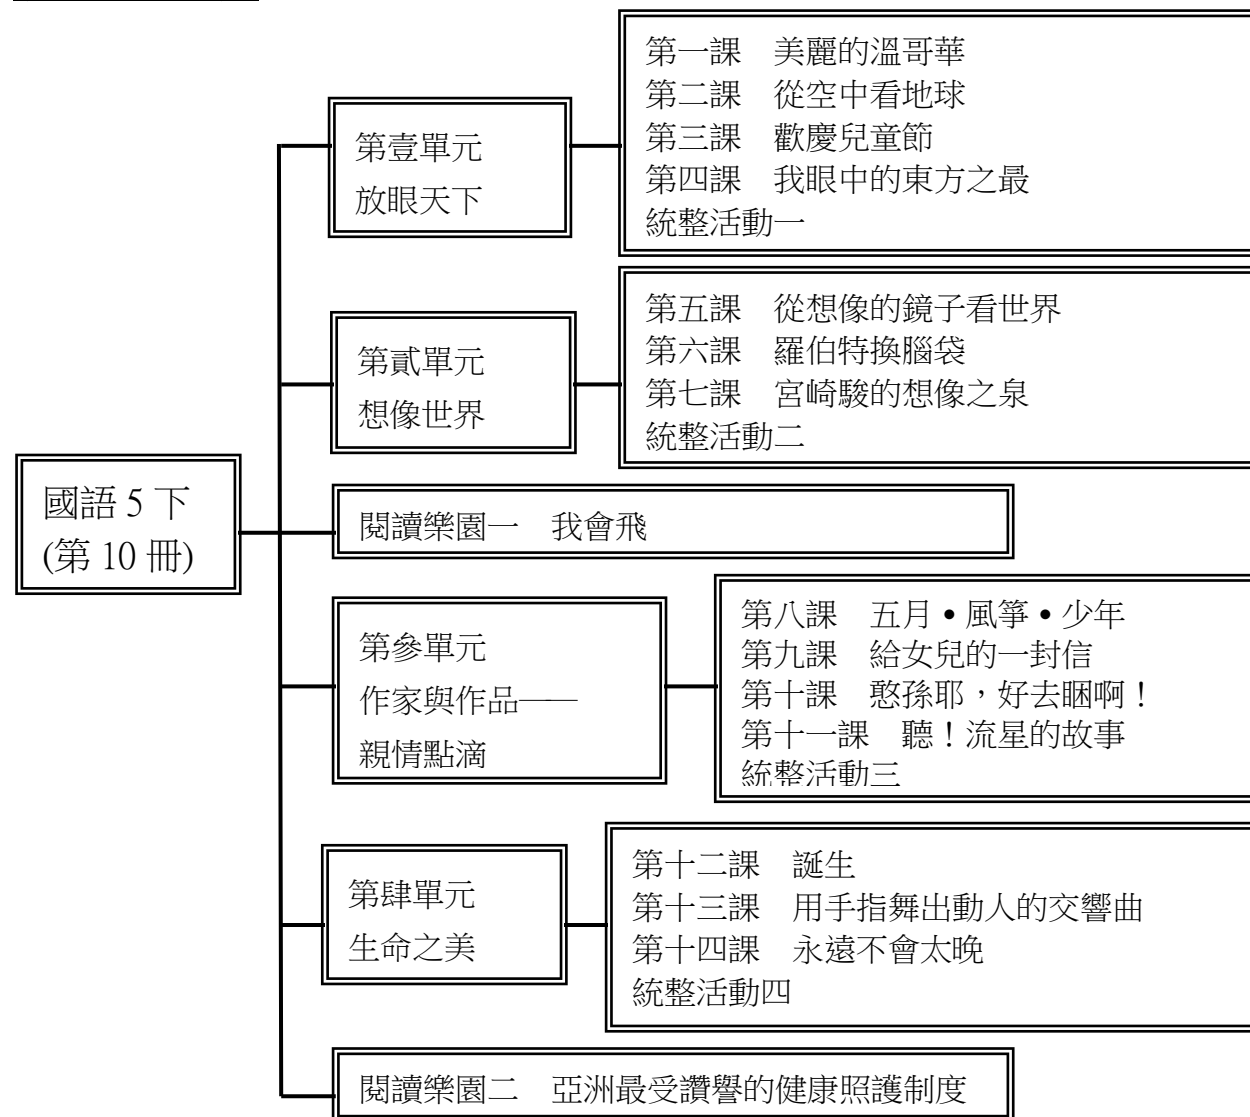 國語 5 下
(第 10 冊)
第壹單元
放眼天下
第一課　美麗的溫哥華
第二課　從空中看地球
第三課　歡慶兒童節
第四課　我眼中的東方之最
統整活動一
第貳單元
想像世界
第五課　從想像的鏡子看世界
第六課　羅伯特換腦袋
第七課　宮崎駿的想像之泉
統整活動二
閱讀樂園一　我會飛
第參單元
作家與作品——
親情點滴
第八課　五月•風箏•少年
第九課　給女兒的一封信
第十課　憨孫耶，好去睏啊！
第十一課　聽！流星的故事
統整活動三
第肆單元
生命之美
第十二課　誕生
第十三課　用手指舞出動人的交響曲
第十四課　永遠不會太晚
統整活動四
閱讀樂園二　亞洲最受讚譽的健康照護制度